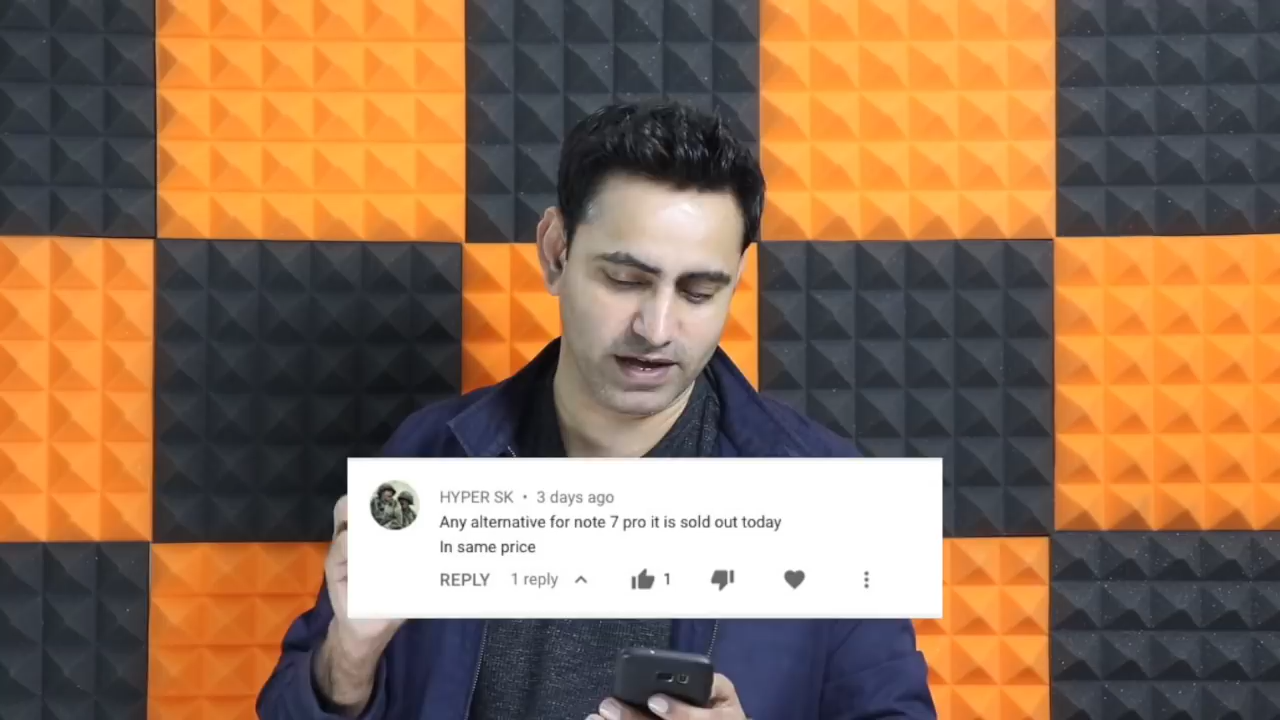 HYPER SK • 3 days ago
Any alternative for note 7 pro it is sold out today
In same price
REPLY 1 reply 1